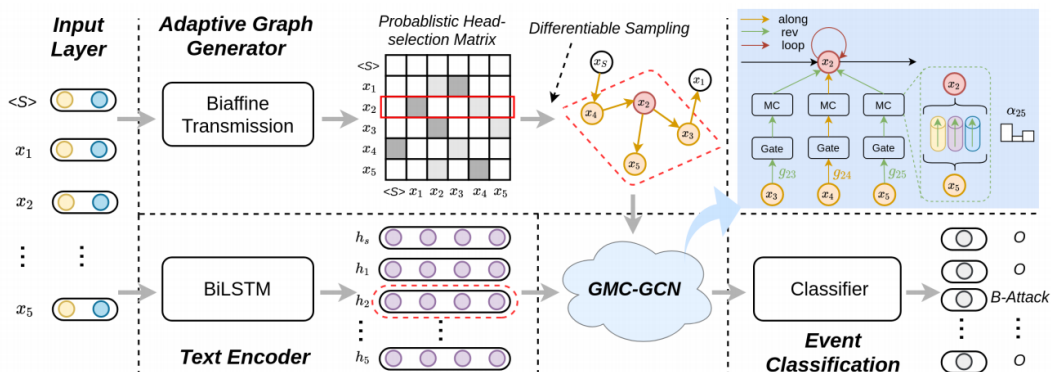 Input
Layer
<S>
x1
x2
x5
Adaptive Graph
Generator
Biaffine
Transmission
Probablistic Head-
selection Matrix
<S>
x1
x2
x3
x4
x5
<S> x1 x2 x3 x4 x5
Differentiable Sampling
xS
x1
x4
x2
x3
x5
along
rev
loop
x2
MC MC MC
Gate Gate Gate
g23 g24 g25
x3 x4 x5
x2
x5
α25
BiLSTM
Text Encoder
hs
h1
h2
h5
GMC-GCN
Classifier
Event
Classification
O
O
B-Attack
O